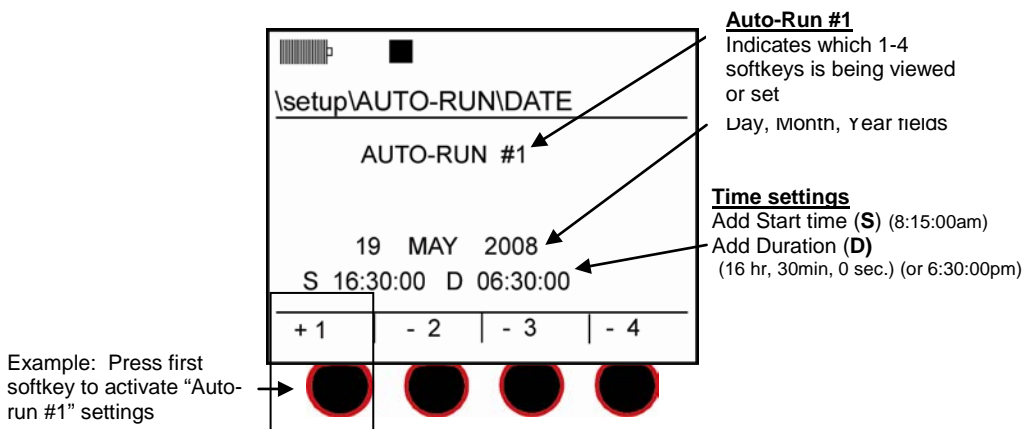 Auto-Run #1
Indicates which 1-4
softkeys is being viewed
or set
Day, Month, Year fields
\setup\AUTO-RUN\DATE
AUTO-RUN #1
Time settings
Add Start time (S) (8:15:00am)
Add Duration (D)
(16 hr, 30min, 0 sec.) (or 6:30:00pm)
19 MAY 2008
S 16:30:00 D 06:30:00
+ 1 - 2 - 3 - 4
Example: Press first
softkey to activate “Auto-
run #1” settings